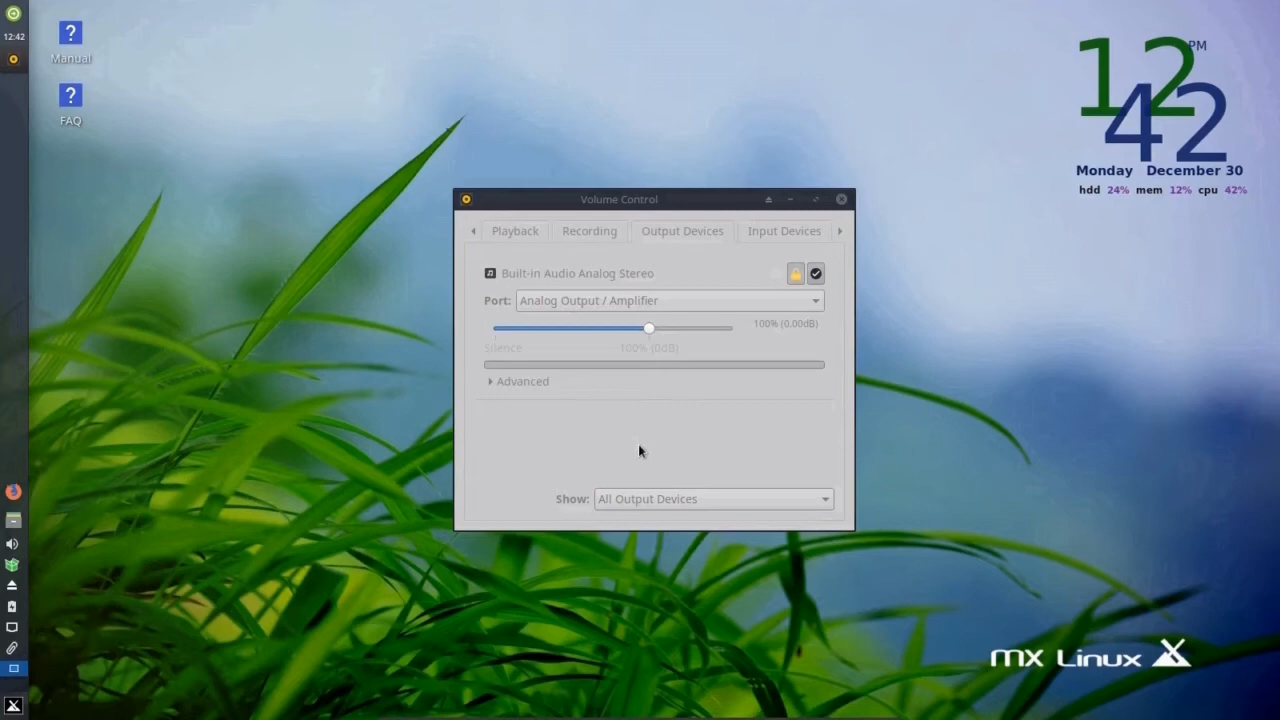 12:42
Manual
FAQ
12
PM
42
Monday December 30
hdd 24% mem 12% cpu 42%
Volume Control
Playback
Recording
Output Devices
Input Devices
Built-in Audio Analog Stereo
Port: Analog Output / Amplifier
100% (0.00dB)
Silence
100% (0dB)
Advanced
Show: All Output Devices
MX Linux